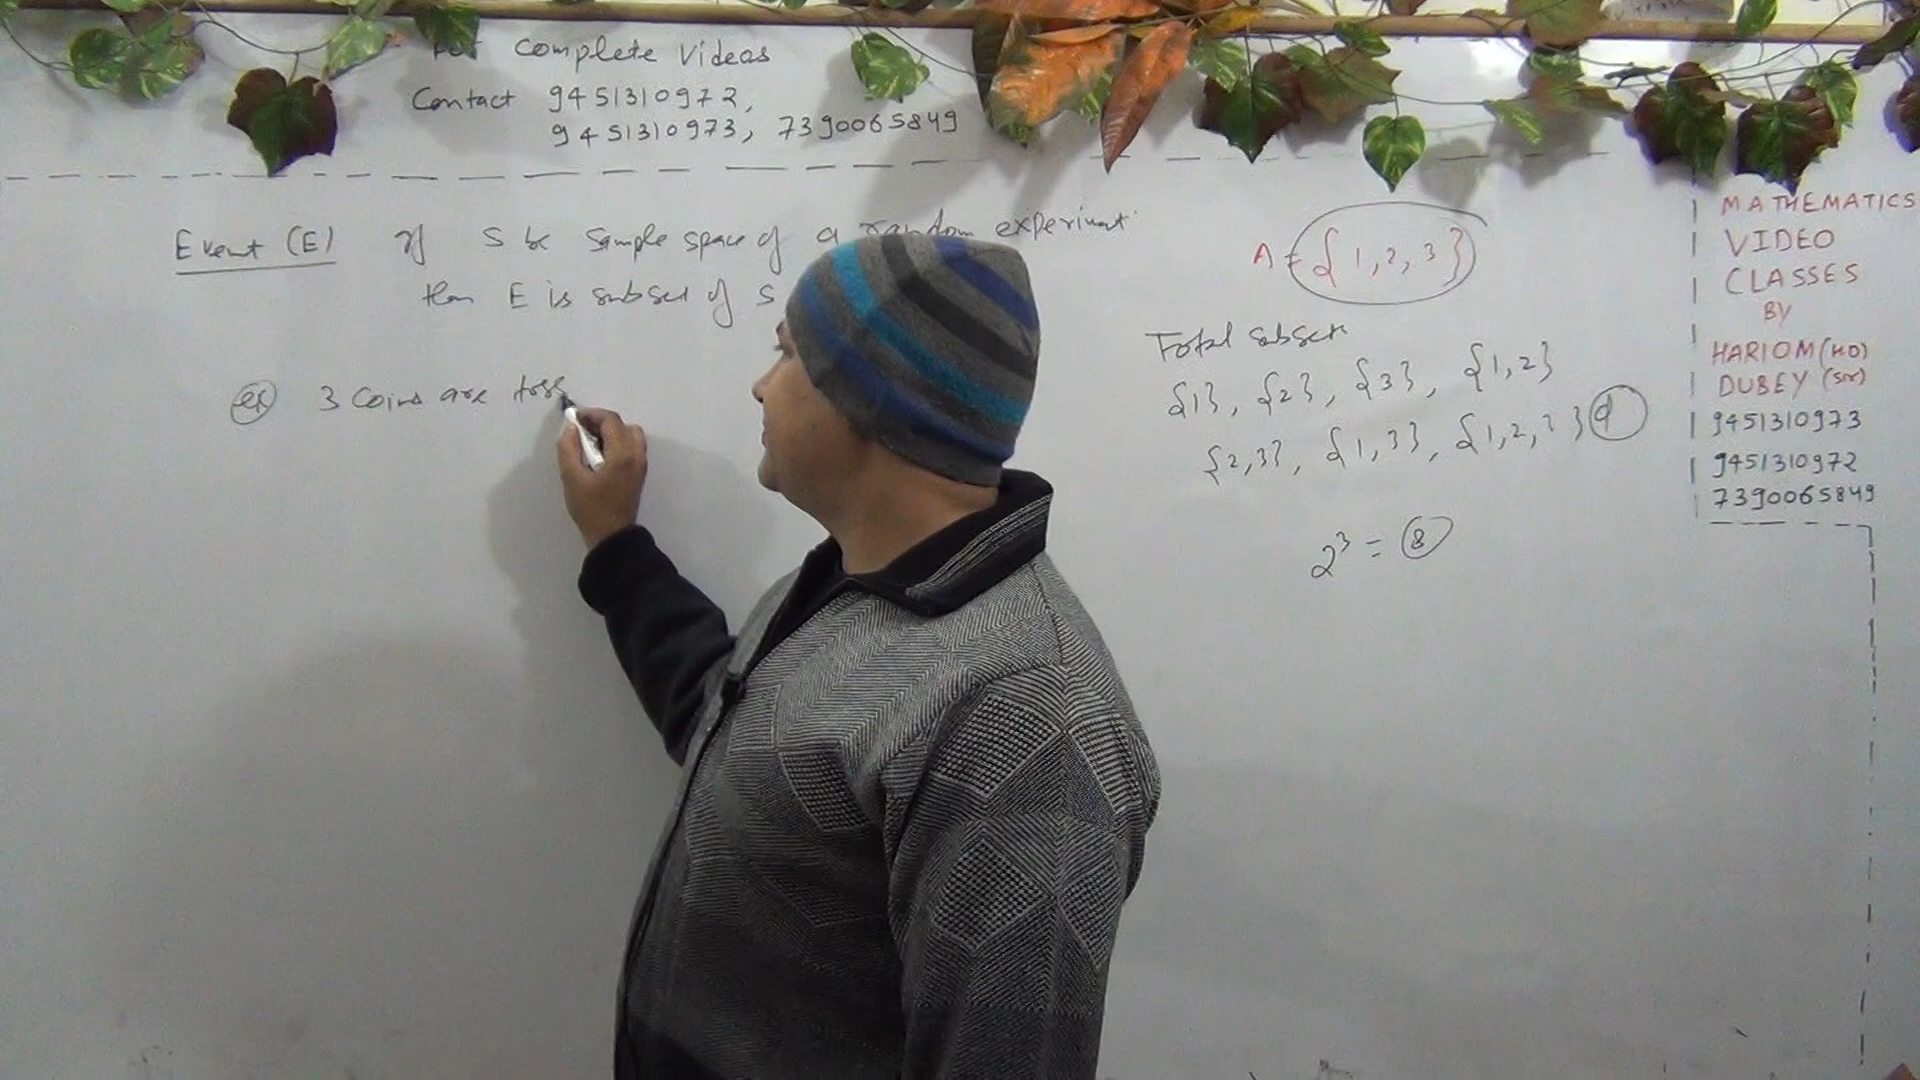 For Complete Videos
Contact 9451310972,
9451310973, 7390065849
Event (E) If S be Sample space of a random experiment
then E is subset of S
ex 3 Coins are toss
A = {1, 2, 3}
Total subsets
{1}, {2}, {3}, {1, 2}
{2, 3}, {1, 3}, {1, 2, 3} ϕ
2³ = 8
MATHEMATICS
VIDEO
CLASSES
BY
HARIOM (HD)
DUBEY (Sir)
9451310973
9451310972
7390065849